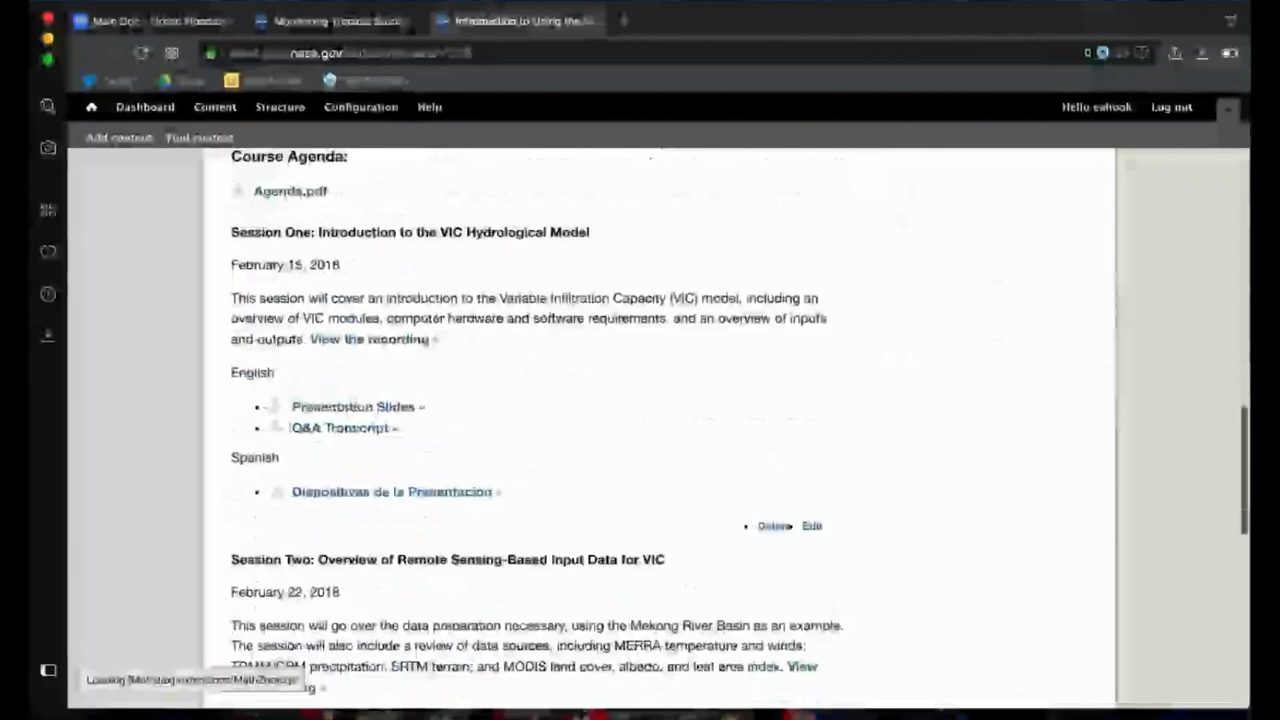 nasa.gov
Dashboard Content Structure Configuration Help Hello eahook Log out
Add content Find content
Course Agenda:
Agenda.pdf
Session One: Introduction to the VIC Hydrological Model
February 15, 2018
This session will cover an introduction to the Variable Infiltration Capacity (VIC) model, including an
overview of VIC modules, computer hardware and software requirements, and an overview of inputs
and outputs. View the recording »
English
• Presentation Slides »
• Q&A Transcript »
Spanish
• Diapositivas de la Presentación »
• Delete • Edit
Session Two: Overview of Remote Sensing-Based Input Data for VIC
February 22, 2018
This session will go over the data preparation necessary, using the Mekong River Basin as an example.
The session will also include a review of data sources, including MERRA temperature and winds;
precipitation, SRTM terrain; and MODIS land cover, albedo, and leaf area index. View